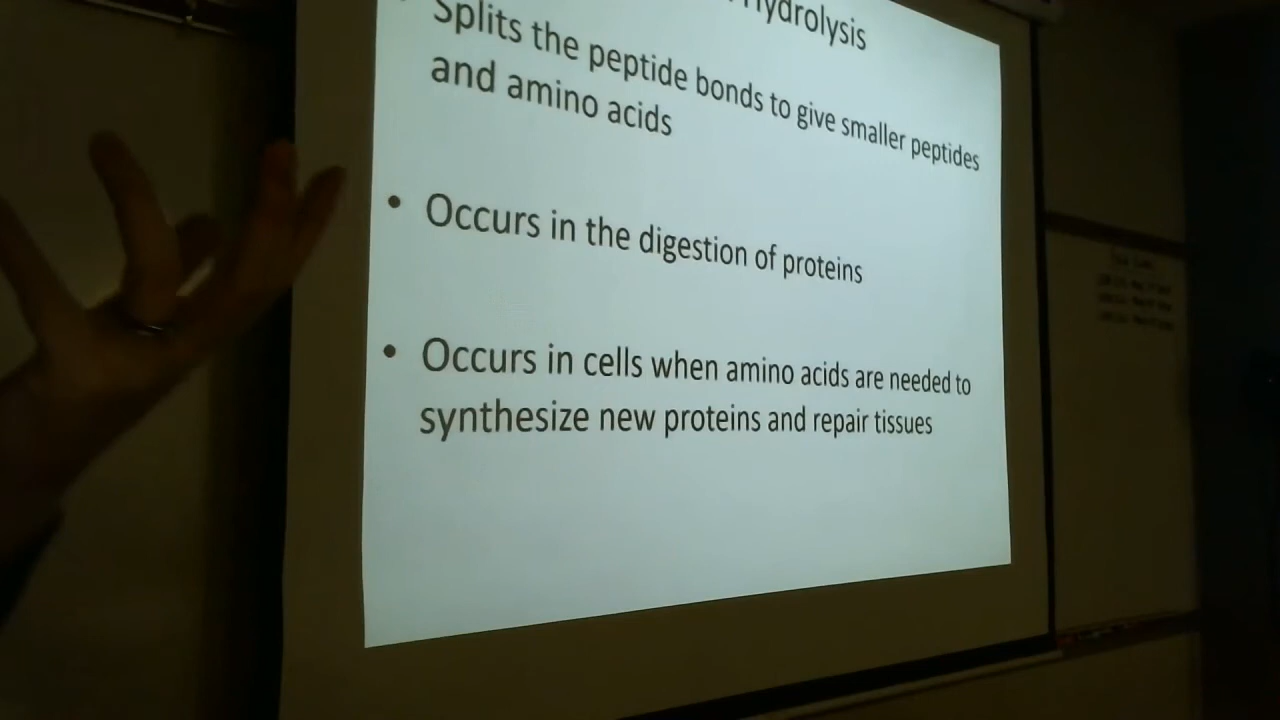 Hydrolysis
Splits the peptide bonds to give smaller peptides
and amino acids
• Occurs in the digestion of proteins
• Occurs in cells when amino acids are needed to
synthesize new proteins and repair tissues